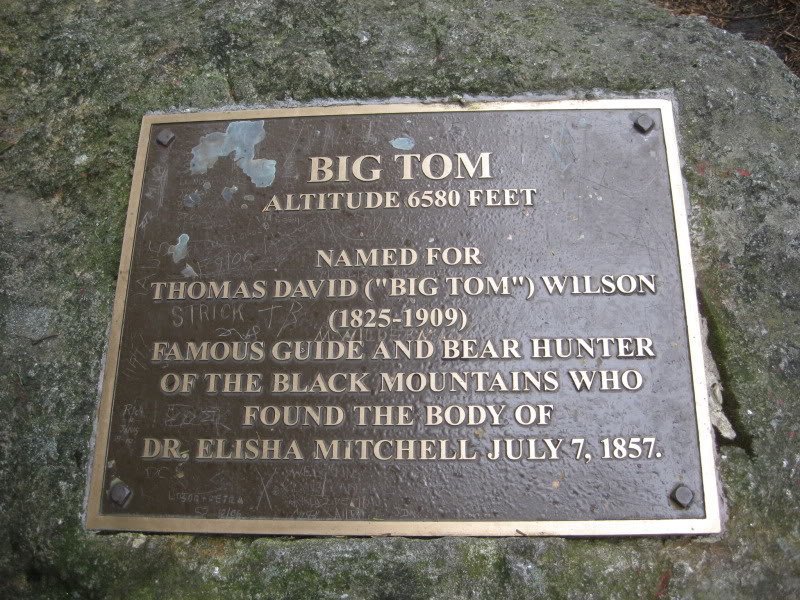 BIG TOM
ALTITUDE 6580 FEET
NAMED FOR
THOMAS DAVID ("BIG TOM") WILSON
(1825-1909)
STRICK + B
FAMOUS GUIDE AND BEAR HUNTER
OF THE BLACK MOUNTAINS WHO
FOUND THE BODY OF
DR. ELISHA MITCHELL JULY 7, 1857.